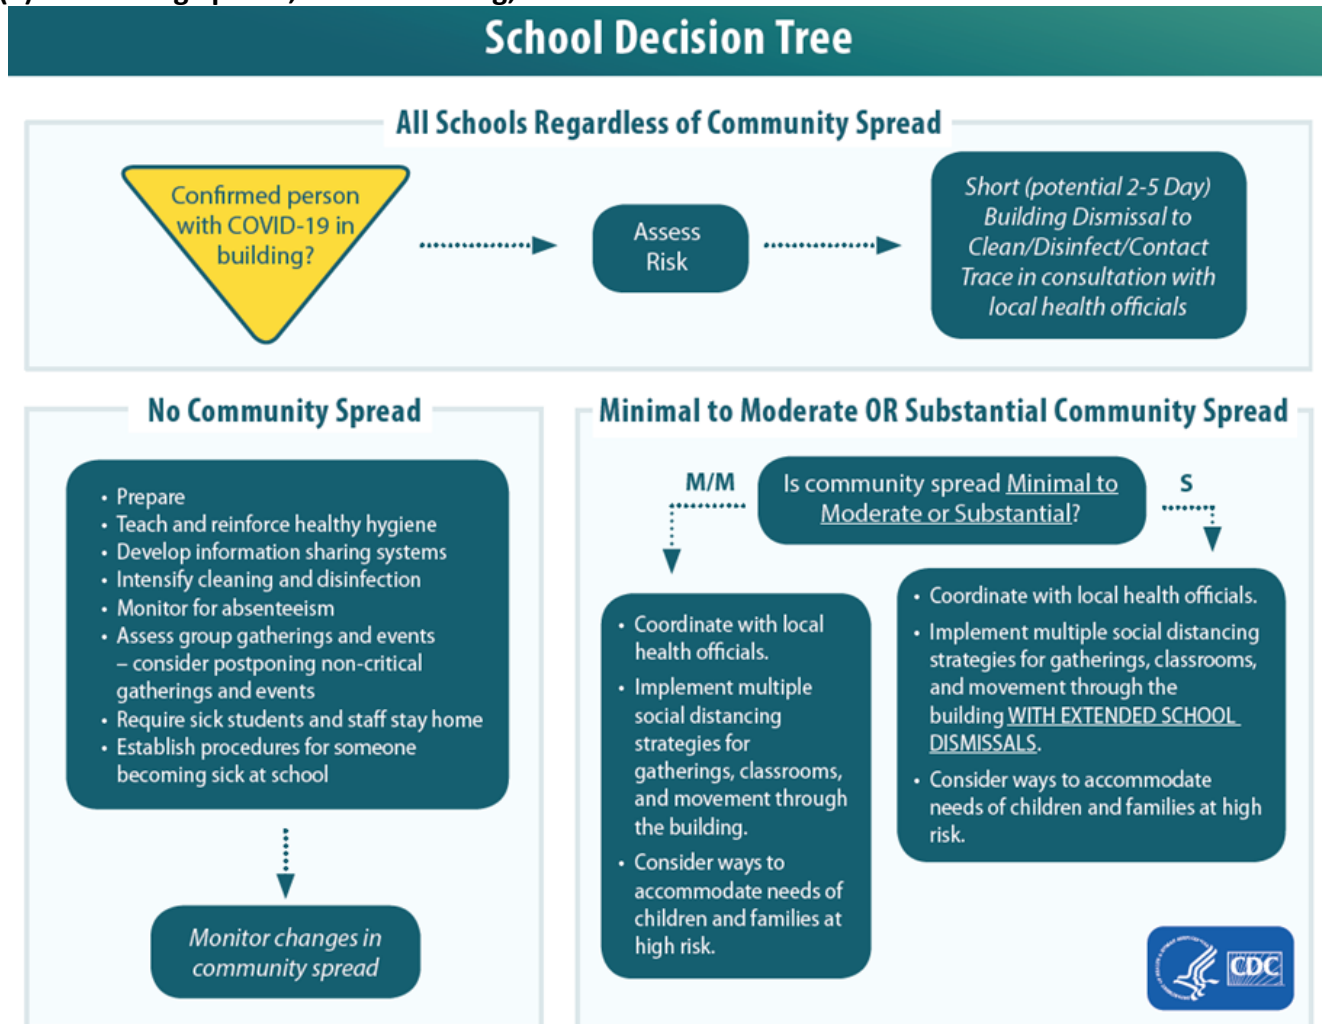 School Decision Tree
All Schools Regardless of Community Spread
Confirmed person
with COVID-19 in
building?
Assess
Risk
Short (potential 2-5 Day)
Building Dismissal to
Clean/Disinfect/Contact
Trace in consultation with
local health officials
No Community Spread
• Prepare
• Teach and reinforce healthy hygiene
• Develop information sharing systems
• Intensify cleaning and disinfection
• Monitor for absenteeism
• Assess group gatherings and events
– consider postponing non-critical
gatherings and events
• Require sick students and staff stay home
• Establish procedures for someone
becoming sick at school
Monitor changes in
community spread
Minimal to Moderate OR Substantial Community Spread
Is community spread Minimal to
Moderate or Substantial?
M/M
• Coordinate with local
health officials.
• Implement multiple
social distancing
strategies for
gatherings, classrooms,
and movement through
the building.
• Consider ways to
accommodate needs of
children and families at
high risk.
S
• Coordinate with local health officials.
• Implement multiple social distancing
strategies for gatherings, classrooms,
and movement through the
building WITH EXTENDED SCHOOL
DISMISSALS.
• Consider ways to accommodate
needs of children and families at high
risk.
CDC